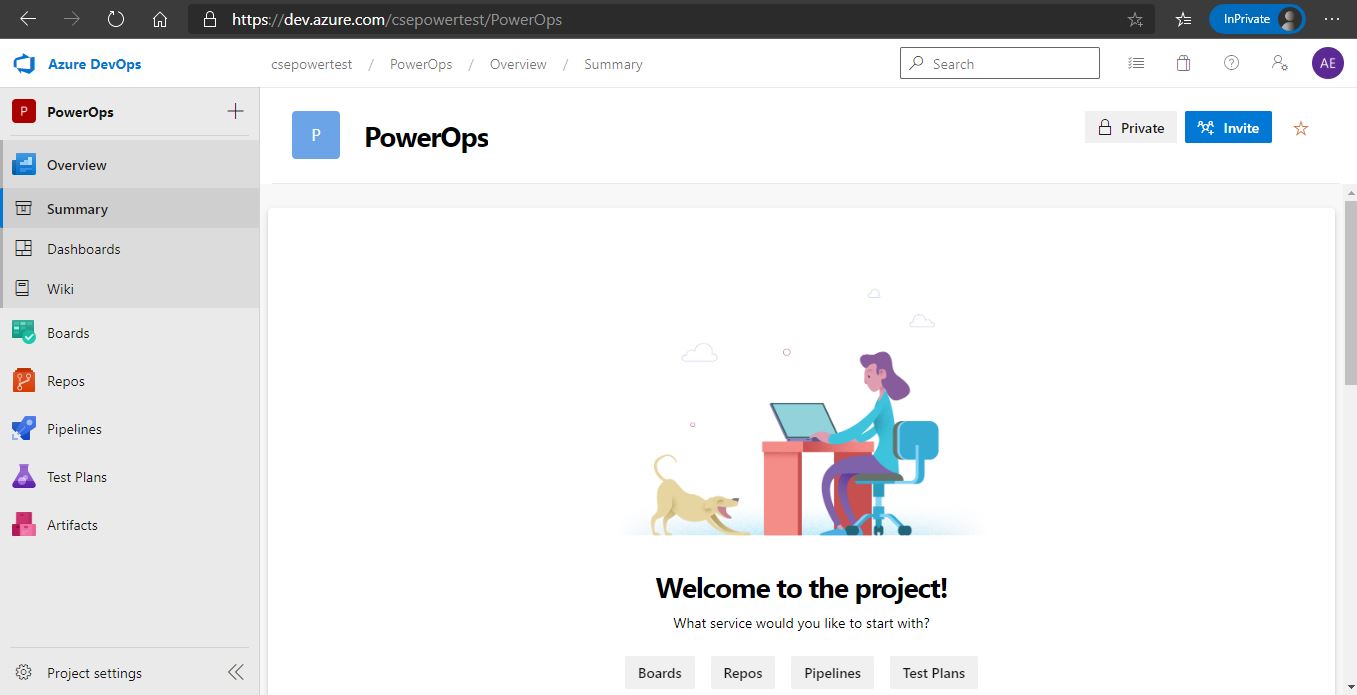 https://dev.azure.com/csepowertest/PowerOps
InPrivate
Azure DevOps
csepowertest / PowerOps / Overview / Summary
Search
AE
P PowerOps
Overview
Summary
Dashboards
Wiki
Boards
Repos
Pipelines
Test Plans
Artifacts
Project settings
P PowerOps
Private
Invite
Welcome to the project!
What service would you like to start with?
Boards Repos Pipelines Test Plans